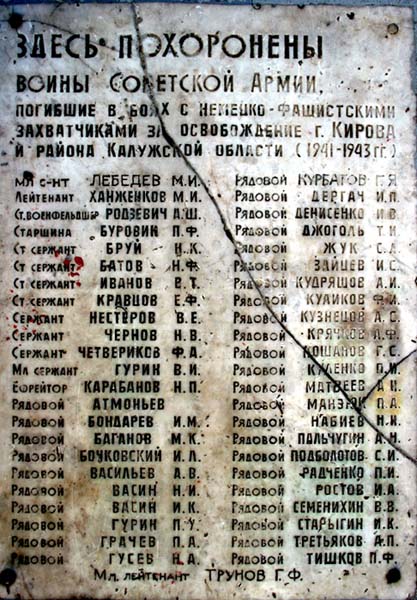 ЗДЕСЬ ПОХОРОНЕНЫ
ВОИНЫ СОВЕТСКОЙ АРМИИ,
ПОГИБШИЕ В БОЯХ С НЕМЕЦКО-ФАШИСТСКИМИ
ЗАХВАТЧИКАМИ ЗА ОСВОБОЖДЕНИЕ Г. КИРОВА
И РАЙОНА КАЛУЖСКОЙ ОБЛАСТИ (1941-1943 ГГ.)
МЛ С-НТ ЛЕБЕДЕВ М.И.
ЛЕЙТЕНАНТ ХАНЖЕНКОВ М.И.
СТ. ВОЕНФЕЛЬДШЕР РОДЗЕВИЧ А.Ш.
СТАРШИНА БУРОВИК П.Ф.
СТ СЕРЖАНТ БРУЙ Н.К.
СТ СЕРЖАНТ БАТОВ Н.Ф.
СТ СЕРЖАНТ ИВАНОВ В.Т.
СТ СЕРЖАНТ КРАВЦОВ Е.Ф.
СЕРЖАНТ НЕСТЕРОВ В.Е.
СЕРЖАНТ ЧЕРНОВ Н.В.
СЕРЖАНТ ЧЕТВЕРИКОВ Ф.А.
МЛ СЕРЖАНТ ГУРИН В.И.
ЕФРЕЙТОР КАРАБАНОВ Н.П.
РЯДОВОЙ АТМОНЬЕВ
РЯДОВОЙ БОНДАРЕВ И.М.
РЯДОВОЙ БАГАНОВ М.К.
РЯДОВОЙ БОУКОВСКИЙ И.Л.
РЯДОВОЙ ВАСИЛЬЕВ А.В.
РЯДОВОЙ ВАСИН Н.И.
РЯДОВОЙ ВАСИН И.К.
РЯДОВОЙ ГУРИН П.У.
РЯДОВОЙ ГРАЧЕВ П.А.
РЯДОВОЙ ГУСЕВ Н.А.
РЯДОВОЙ КУРБАТОВ Г.Я
РЯДОВОЙ ДЕРГАЧ И.П.
РЯДОВОЙ ДЕНИСЕНКО И.В.
РЯДОВОЙ ДЖОГОЛЬ Т.И.
РЯДОВОЙ ЖУК С.А.
РЯДОВОЙ ЗАЙЦЕВ И.С.
РЯДОВОЙ КУДРЯШОВ А.И.
РЯДОВОЙ КУЛИКОВ Ф.И.
РЯДОВОЙ КУЗНЕЦОВ А.С.
РЯДОВОЙ КРЯЧКОВ А.Ф.
РЯДОВОЙ КОШАНОВ Г.С.
РЯДОВОЙ КУЛЕНКО П.И.
РЯДОВОЙ МАТВЕЕВ А.Н.
РЯДОВОЙ П.А.
РЯДОВОЙ НАБИЕВ Н.И.
РЯДОВОЙ ПАЛЬЧУГИН А.Н.
РЯДОВОЙ ПОДБОЛОТОВ С.И.
РЯДОВОЙ РАДЧЕНКО П.И.
РЯДОВОЙ РОСТОВ И.А.
РЯДОВОЙ СЕМЕНИХИН В.В.
РЯДОВОЙ СТАРЫГИН И.К.
РЯДОВОЙ ТРЕТЬЯКОВ А.П.
РЯДОВОЙ ТИШКОВ П.Ф.
МЛ. ЛЕЙТЕНАНТ ТРУНОВ Г.Ф.